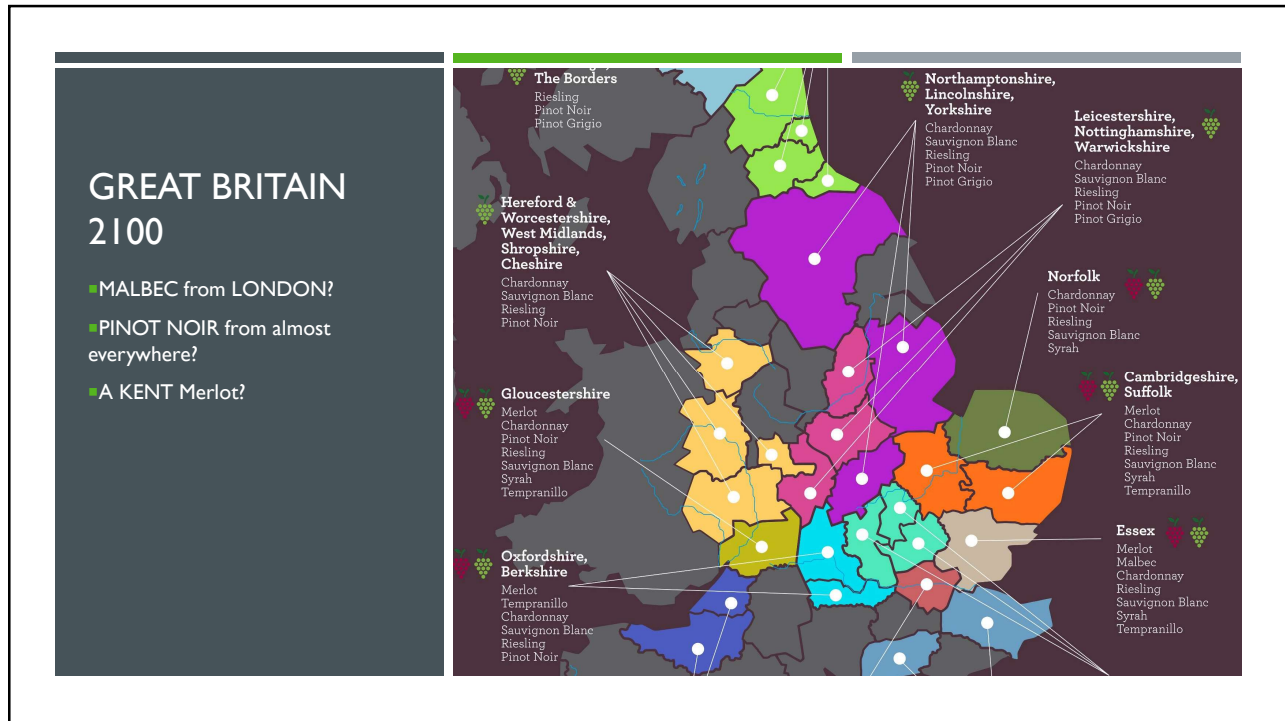 GREAT BRITAIN
2100
▪MALBEC from LONDON?
▪PINOT NOIR from almost
everywhere?
▪A KENT Merlot?
The Borders
Riesling
Pinot Noir
Pinot Grigio
Hereford &
Worcestershire,
West Midlands,
Shropshire,
Cheshire
Chardonnay
Sauvignon Blanc
Riesling
Pinot Noir
Gloucestershire
Merlot
Chardonnay
Pinot Noir
Riesling
Sauvignon Blanc
Syrah
Tempranillo
Oxfordshire,
Berkshire
Merlot
Tempranillo
Chardonnay
Sauvignon Blanc
Riesling
Pinot Noir
Northamptonshire,
Lincolnshire,
Yorkshire
Chardonnay
Sauvignon Blanc
Riesling
Pinot Noir
Pinot Grigio
Leicestershire,
Nottinghamshire,
Warwickshire
Chardonnay
Sauvignon Blanc
Riesling
Pinot Noir
Pinot Grigio
Norfolk
Chardonnay
Pinot Noir
Riesling
Sauvignon Blanc
Syrah
Cambridgeshire,
Suffolk
Merlot
Chardonnay
Pinot Noir
Riesling
Sauvignon Blanc
Syrah
Tempranillo
Essex
Merlot
Malbec
Chardonnay
Riesling
Sauvignon Blanc
Syrah
Tempranillo